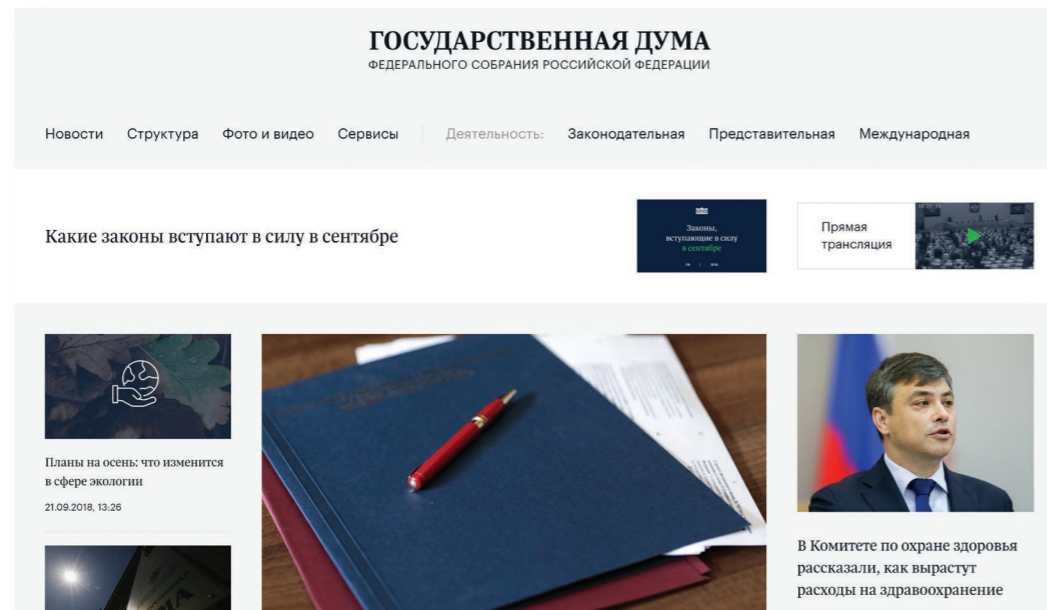 ГОСУДАРСТВЕННАЯ ДУМА
ФЕДЕРАЛЬНОГО СОБРАНИЯ РОССИЙСКОЙ ФЕДЕРАЦИИ
Новости Структура Фото и видео Сервисы Деятельность: Законодательная Представительная Международная
Какие законы вступают в силу в сентябре
Законы,
вступающие в силу
в сентябре
Прямая
трансляция
Планы на осень: что изменится
в сфере экологии
21.09.2018, 13:26
В Комитете по охране здоровья
рассказали, как вырастут
расходы на здравоохранение